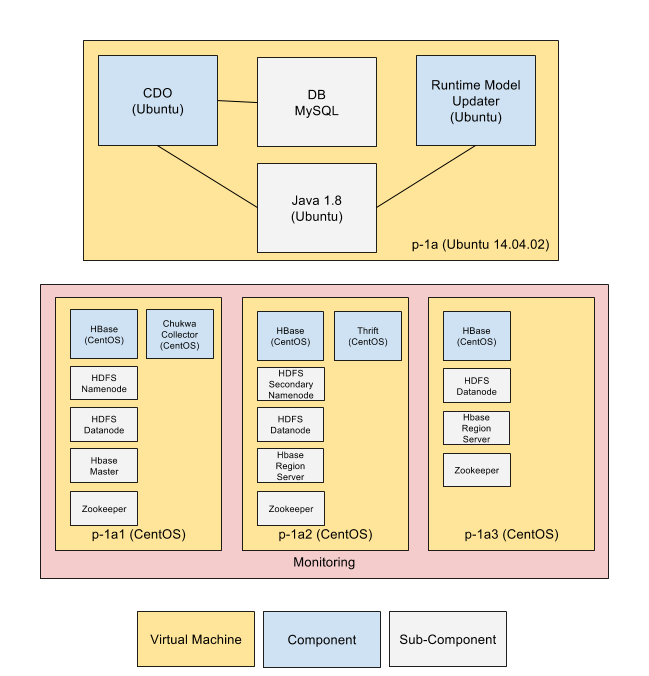 CDO
(Ubuntu)
DB
MySQL
Runtime Model
Updater
(Ubuntu)
Java 1.8
(Ubuntu)
p-1a (Ubuntu 14.04.02)
HBase
(CentOS)
Chukwa
Collector
(CentOS)
HDFS
Namenode
HDFS
Datanode
Hbase
Master
Zookeeper
p-1a1 (CentOS)
HBase
(CentOS)
Thrift
(CentOS)
HDFS
Secondary
Namenode
HDFS
Datanode
Hbase
Region
Server
Zookeeper
p-1a2 (CentOS)
HBase
(CentOS)
HDFS
Datanode
Hbase
Region
Server
Zookeeper
p-1a3 (CentOS)
Monitoring
Virtual Machine
Component
Sub-Component